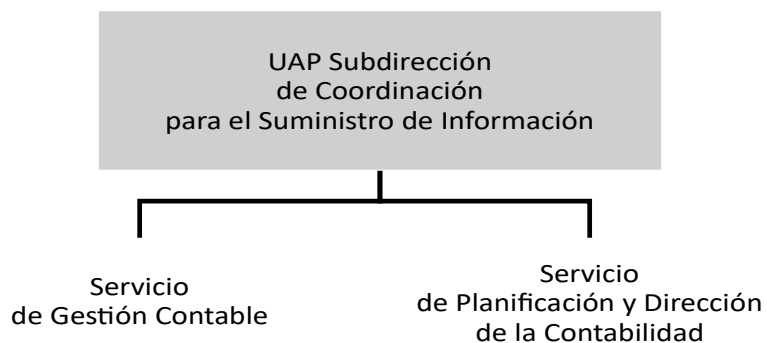 UAP Subdirección
de Coordinación
para el Suministro de Información
Servicio
de Gestión Contable
Servicio
de Planificación y Dirección
de la Contabilidad